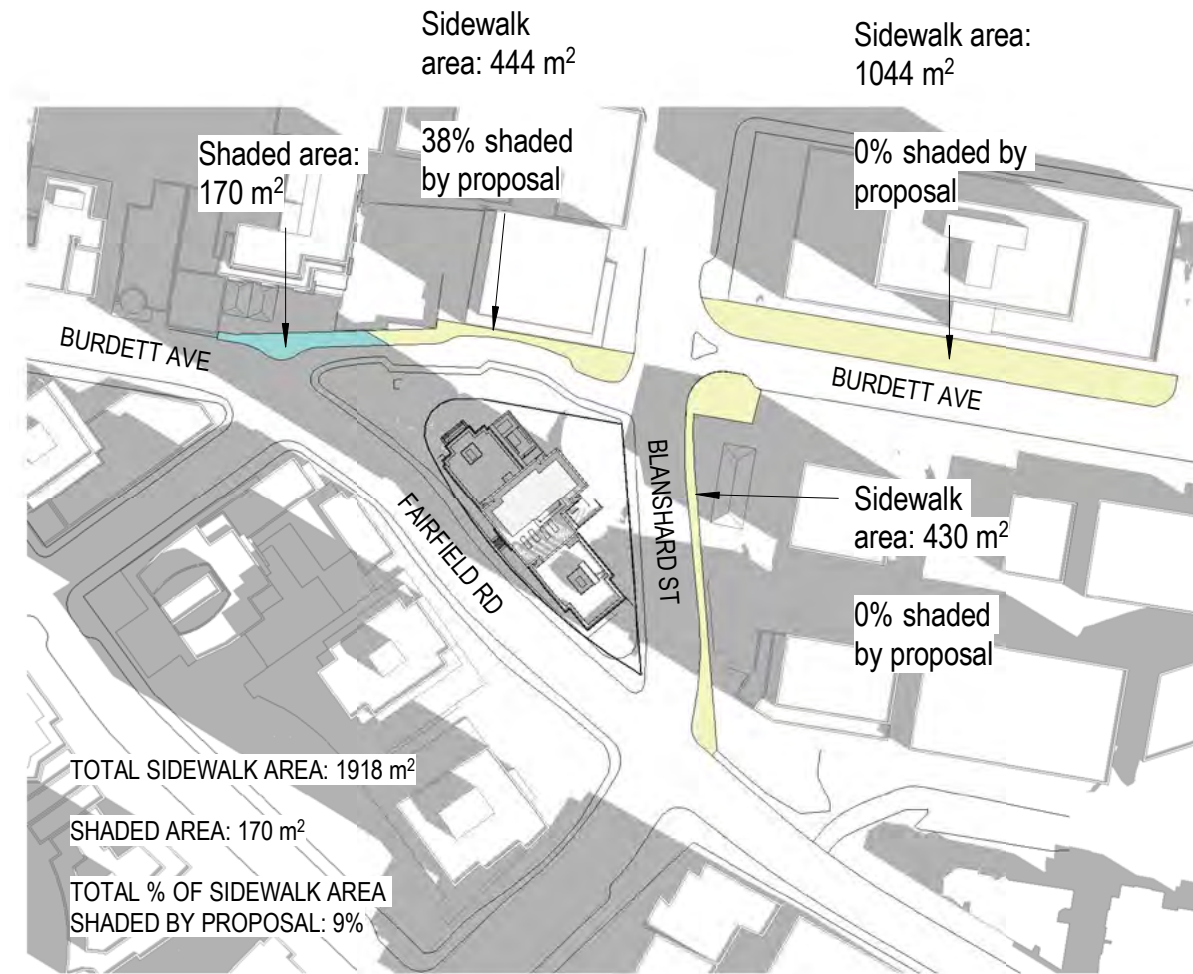 Sidewalk
area: 444 m²
Sidewalk area:
1044 m²
Shaded area:
170 m²
38% shaded
by proposal
0% shaded by
proposal
BURDETT AVE
BURDETT AVE
FAIRFIELD RD
BLANSHARD ST
Sidewalk
area: 430 m²
0% shaded
by proposal
TOTAL SIDEWALK AREA: 1918 m²
SHADED AREA: 170 m²
TOTAL % OF SIDEWALK AREA
SHADED BY PROPOSAL: 9%